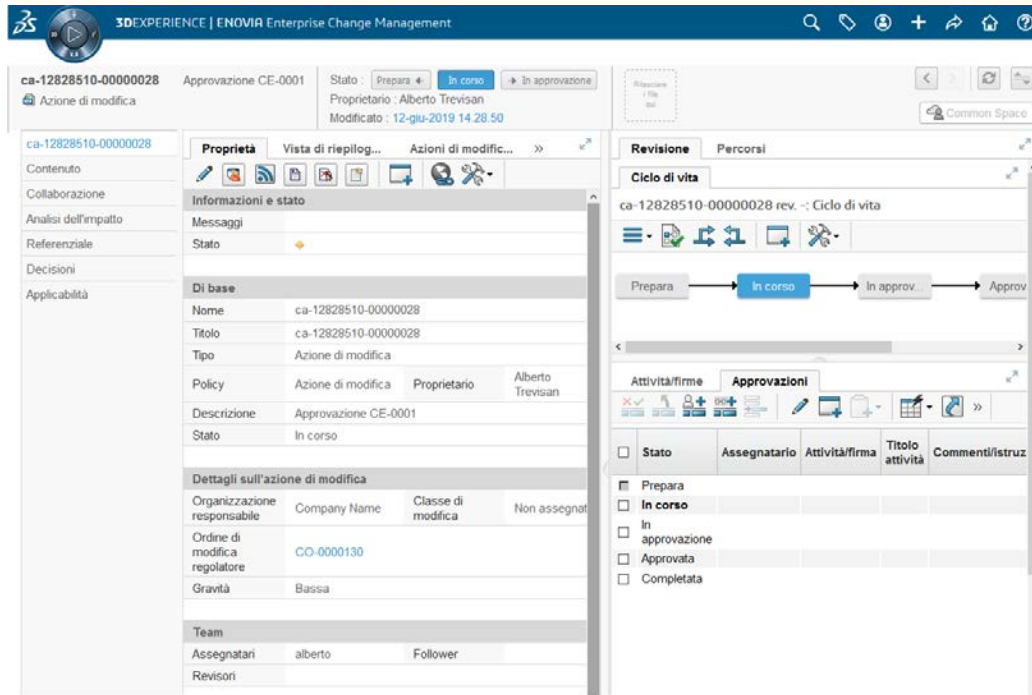 3DEXPERIENCE | ENOVIA Enterprise Change Management
ca-12828510-00000028
Azione di modifica
Approvazione CE-0001
Stato : Prepara In corso In approvazione
Proprietario : Alberto Trevisan
Modificato : 12-giu-2019 14.28.50
Rilasciare
i file
qui
Common Space
ca-12828510-00000028
Contenuto
Collaborazione
Analisi dell'impatto
Referenziale
Decisioni
Applicabilità
Proprietà Vista di riepilog... Azioni di modific... »
Informazioni e stato
Messaggi
Stato
Di base
Nome ca-12828510-00000028
Titolo ca-12828510-00000028
Tipo Azione di modifica
Policy Azione di modifica Proprietario Alberto
Trevisan
Descrizione Approvazione CE-0001
Stato In corso
Dettagli sull'azione di modifica
Organizzazione
responsabile Company Name Classe di
modifica Non assegnat
Ordine di
modifica
regolatore CO-0000130
Gravità Bassa
Team
Assegnatari alberto Follower
Revisori
Revisione Percorsi
Ciclo di vita
ca-12828510-00000028 rev. -: Ciclo di vita
Prepara In corso In approv... Approv
Attività/firme Approvazioni
Stato Assegnatario Attività/firma Titolo
attività Commenti/istruz
Prepara
In corso
In
approvazione
Approvata
Completata